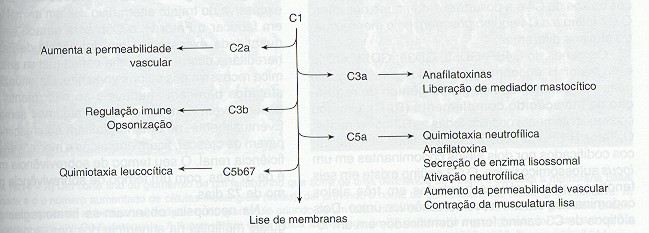 C1
Aumenta a permeabilidade
vascular
C2a
C3a
Anafilatoxinas
Liberação de mediador mastocítico
Regulação imune
Opsonização
C3b
C5a
Quimiotaxia neutrofílica
Anafilatoxina
Secreção de enzima lisossomal
Ativação neutrofílica
Aumento da permeabilidade vascular
Contração da musculatura lisa
Quimiotaxia leucocítica
C5b67
Lise de membranas